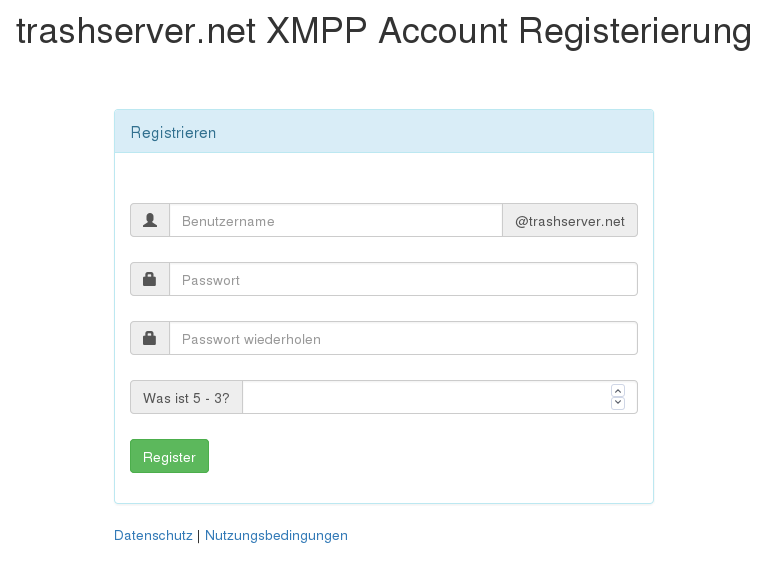 trashserver.net XMPP Account Registerierung
Registrieren
Benutzername @trashserver.net
Passwort
Passwort wiederholen
Was ist 5 - 3?
Register
Datenschutz | Nutzungsbedingungen